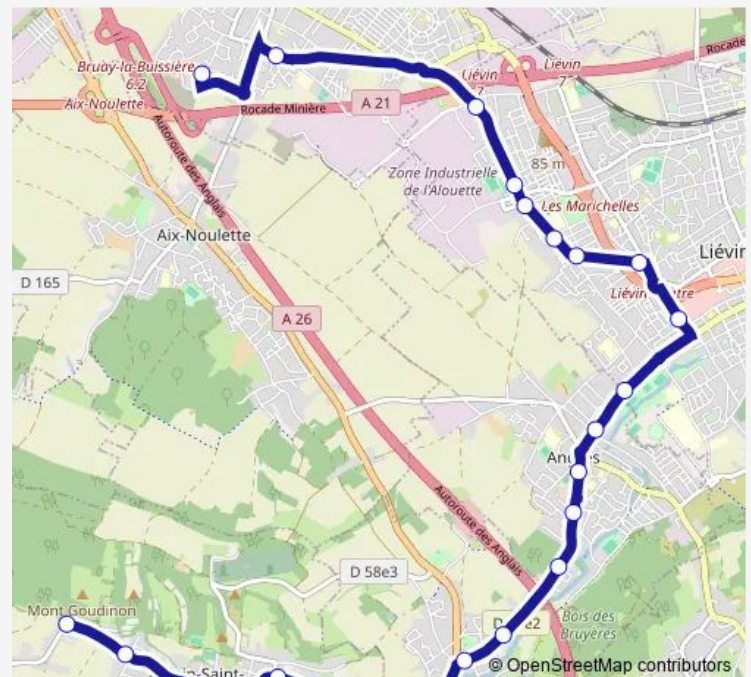 Bruaÿ-la-Buissière
6.2
Aix-Noulette
Rocade Minière
A 21
Liévin
7
Liévin
7
Rocade
Autoroute des Anglais
Zone Industrielle
de l'Alouette
85 m
Les Marichelles
Aix-Noulette
Liévin
D 165
A 26
Autoroute des Anglais
D 58e3
Bois des
Bruyères
Mont Goudinon
-Saint-
© OpenStreetMap contributors